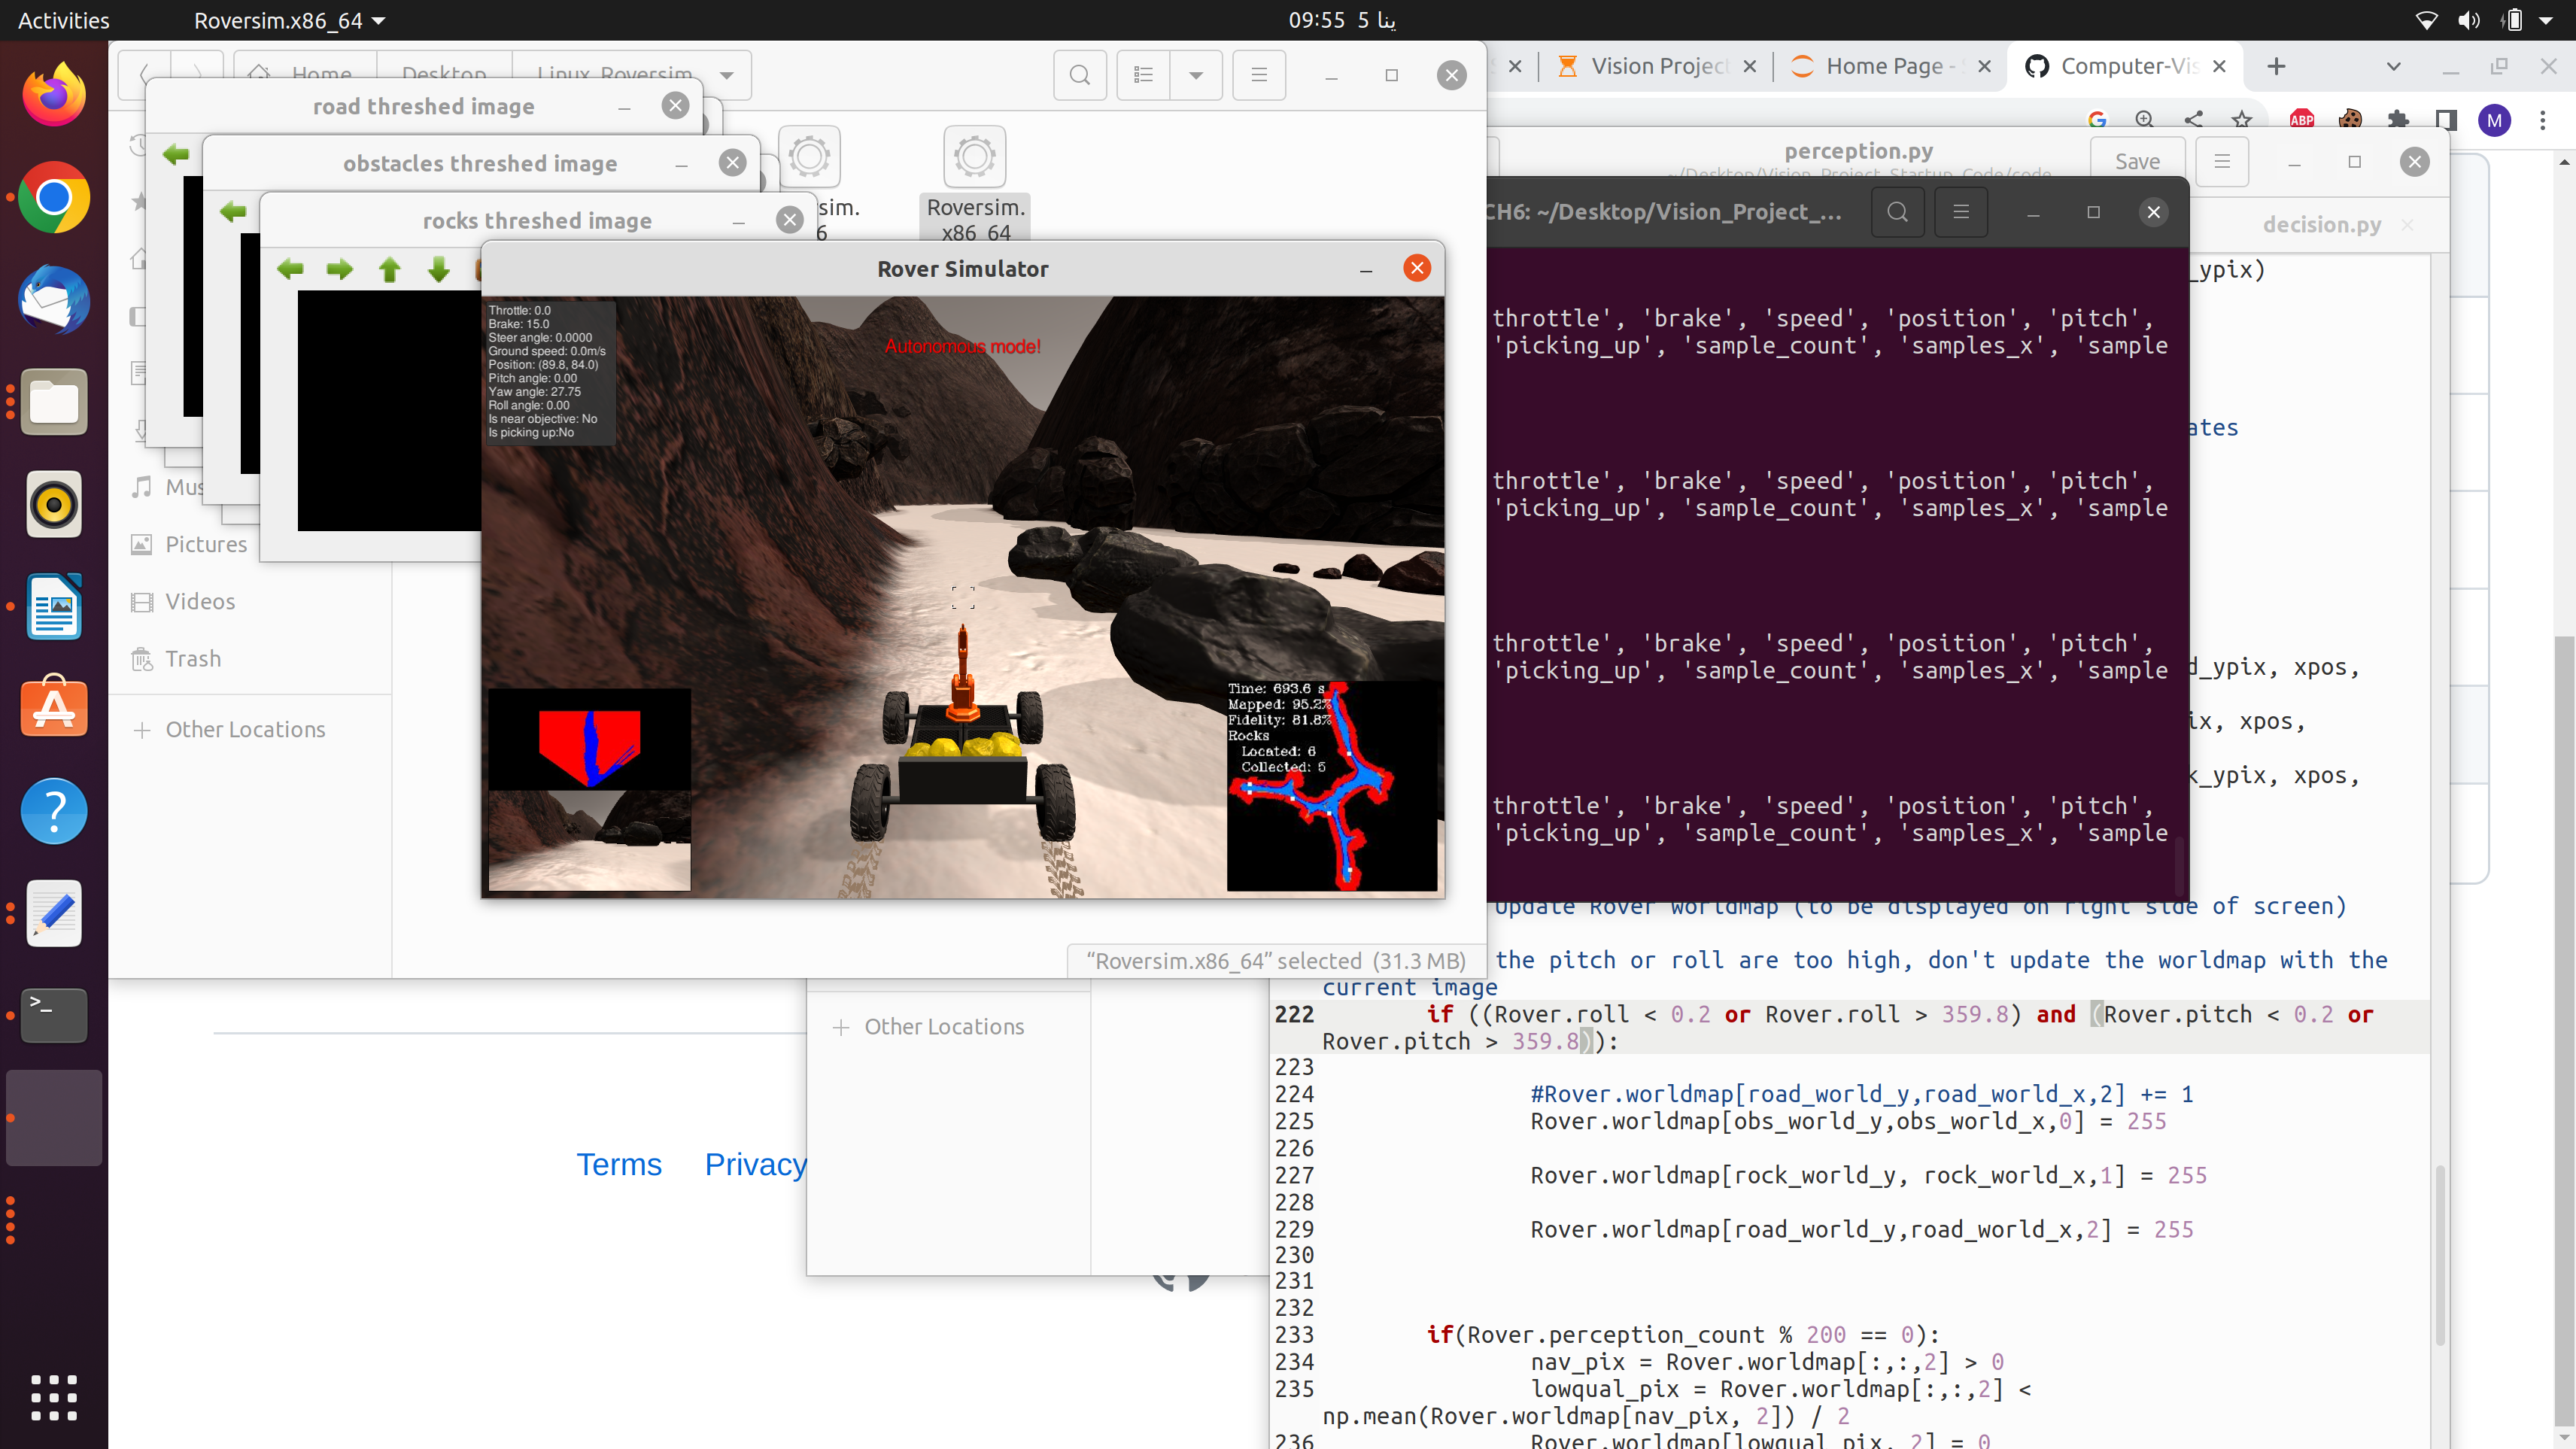 Activities
Roversim.x86_64
09:55 5 ينا
Home
Desktop
Linux_Roversim
Vision Projec
Home Page -
Computer-Vis
ABP
M
road threshed image
obstacles threshed image
rocks threshed image
sim.
6
Roversim.
x86_64
perception.py
~/Desktop/Vision_Project_Startup_Code/code
Save
CH6: ~/Desktop/Vision_Project_...
decision.py
Rover Simulator
Throttle: 0.0
Brake: 15.0
Steer angle: 0.0000
Ground speed: 0.0m/s
Position: (89.8, 84.0)
Pitch angle: 0.00
Yaw angle: 27.75
Roll angle: 0.00
Is near objective: No
Is picking up:No
Autonomous mode!
Time: 693.6 s
Mapped: 95.2%
Fidelity: 81.8%
Rocks
Located: 6
Collected: 5
Mus
Pictures
Videos
Trash
Other Locations
"Roversim.x86_64" selected (31.3 MB)
throttle', 'brake', 'speed', 'position', 'pitch',
'picking_up', 'sample_count', 'samples_x', 'sample
throttle', 'brake', 'speed', 'position', 'pitch',
'picking_up', 'sample_count', 'samples_x', 'sample
throttle', 'brake', 'speed', 'position', 'pitch',
'picking_up', 'sample_count', 'samples_x', 'sample
throttle', 'brake', 'speed', 'position', 'pitch',
'picking_up', 'sample_count', 'samples_x', 'sample
_ypix)
ates
d_ypix, xpos,
ix, xpos,
k_ypix, xpos,
Update Rover worldmap (to be displayed on right side of screen)
the pitch or roll are too high, don't update the worldmap with the
current image
222 if ((Rover.roll < 0.2 or Rover.roll > 359.8) and (Rover.pitch < 0.2 or
Rover.pitch > 359.8)):
223
224 #Rover.worldmap[road_world_y,road_world_x,2] += 1
225 Rover.worldmap[obs_world_y,obs_world_x,0] = 255
226
227 Rover.worldmap[rock_world_y, rock_world_x,1] = 255
228
229 Rover.worldmap[road_world_y,road_world_x,2] = 255
230
231
232
233 if(Rover.perception_count % 200 == 0):
234 nav_pix = Rover.worldmap[:,:,2] > 0
235 lowqual_pix = Rover.worldmap[:,:,2] <
np.mean(Rover.worldmap[nav_pix, 2]) / 2
236 Rover.worldmap[lowqual_pix, 2] = 0
Other Locations
Terms
Privacy